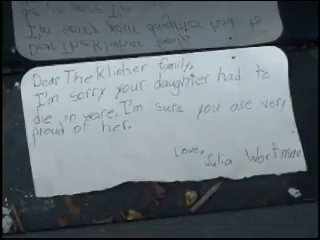 Dear The Klinker family,
I'm sorry your daughter had to
die in ware. I'm sure you are very
proud of her.
Love,
Julia Wortman